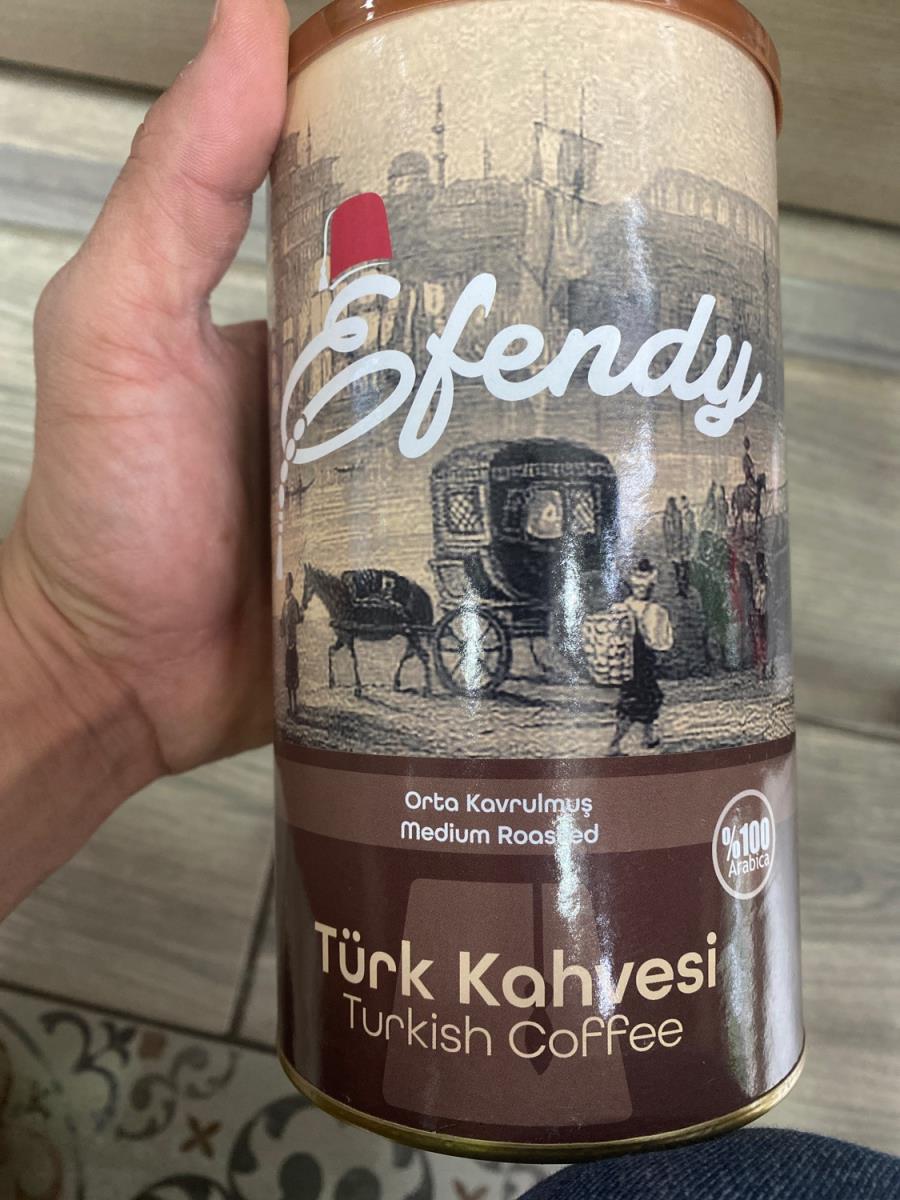 Efendy
Orta Kavrulmuş
Medium Roasted
%100
Arabica
Türk Kahvesi
Turkish Coffee